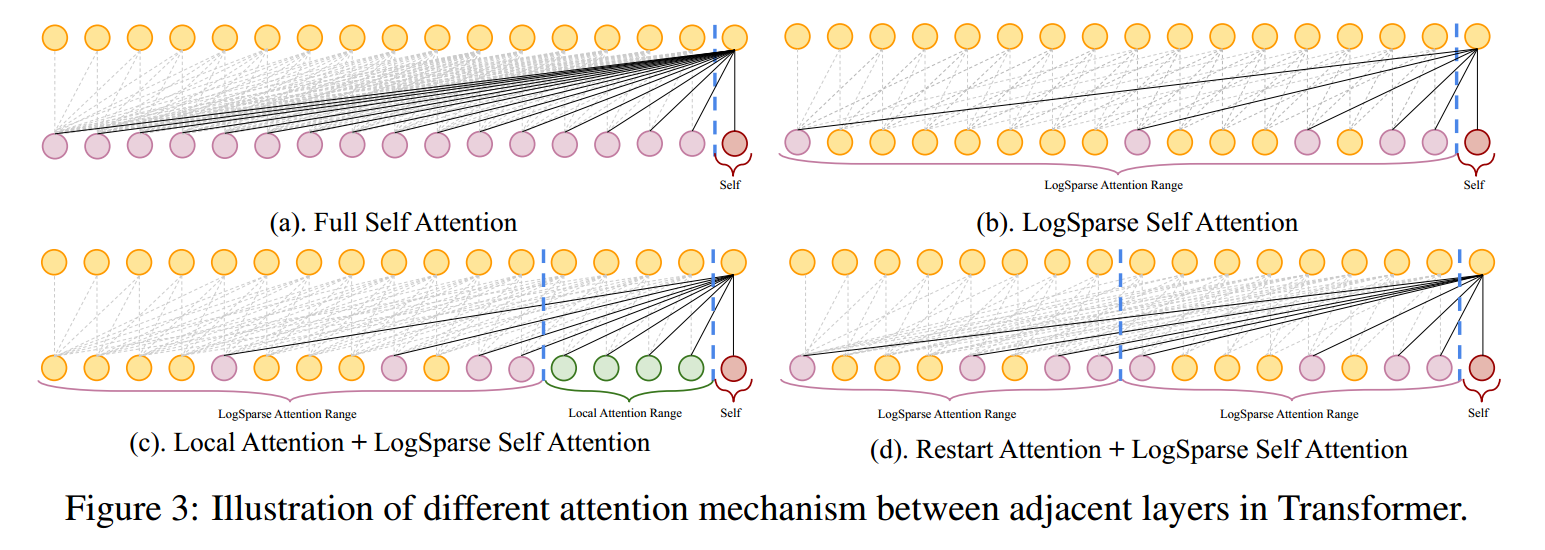 Self
LogSparse Attention Range
Self
(a). Full Self Attention
(b). LogSparse Self Attention
LogSparse Attention Range
Local Attention Range
Self
LogSparse Attention Range
LogSparse Attention Range
Self
(c). Local Attention + LogSparse Self Attention
(d). Restart Attention + LogSparse Self Attention
Figure 3: Illustration of different attention mechanism between adjacent layers in Transformer.